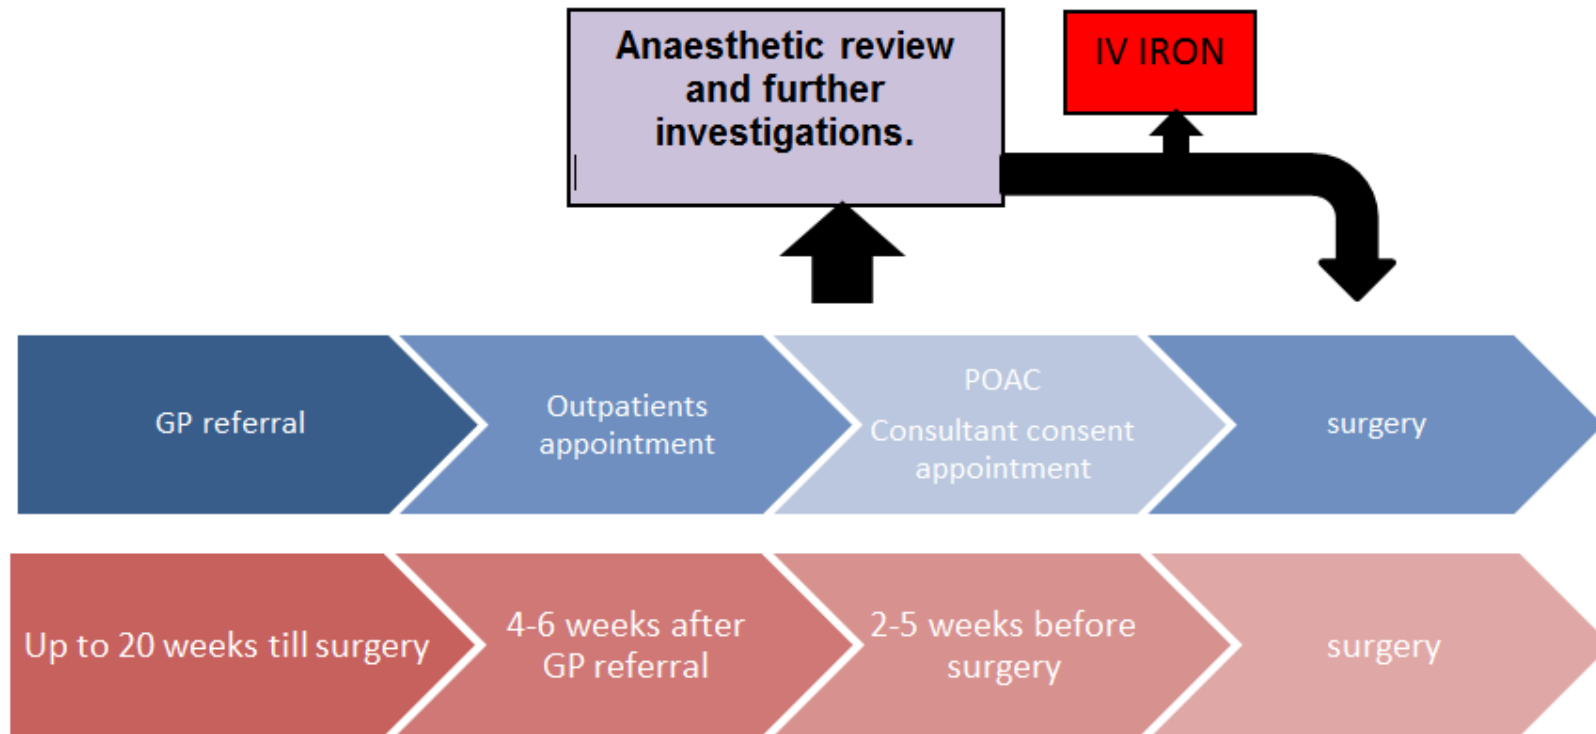 Anaesthetic review
and further
investigations.
IV IRON
GP referral
Outpatients
appointment
POAC
Consultant consent
appointment
surgery
Up to 20 weeks till surgery
4-6 weeks after
GP referral
2-5 weeks before
surgery
surgery